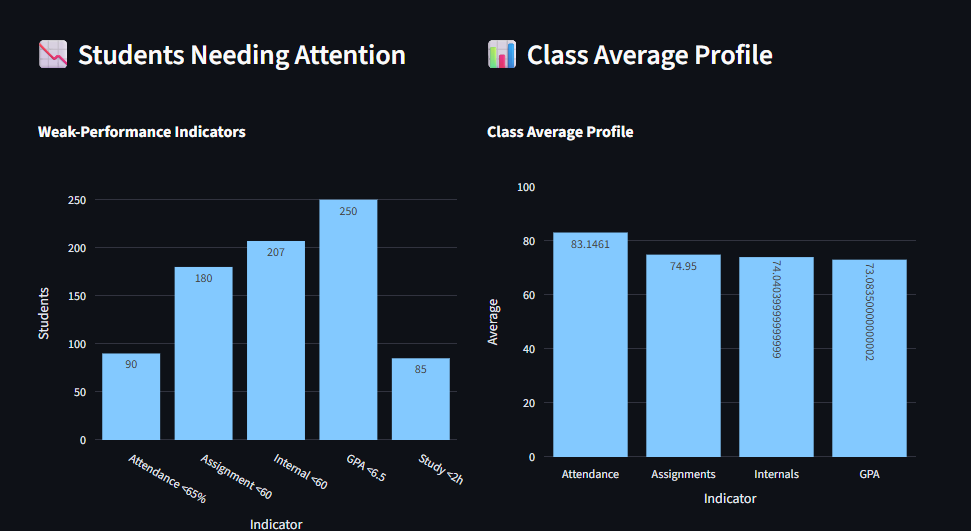 Students Needing Attention
Weak-Performance Indicators
250
200
150
100
50
0
Students
90
180
207
250
85
Attendance <65%
Assignment <60
Internal <60
GPA <6.5
Study <2h
Indicator
Class Average Profile
Class Average Profile
100
80
60
40
20
0
Average
83.1461
74.95
74.04039999999999
73.08350000000002
Attendance
Assignments
Internals
GPA
Indicator